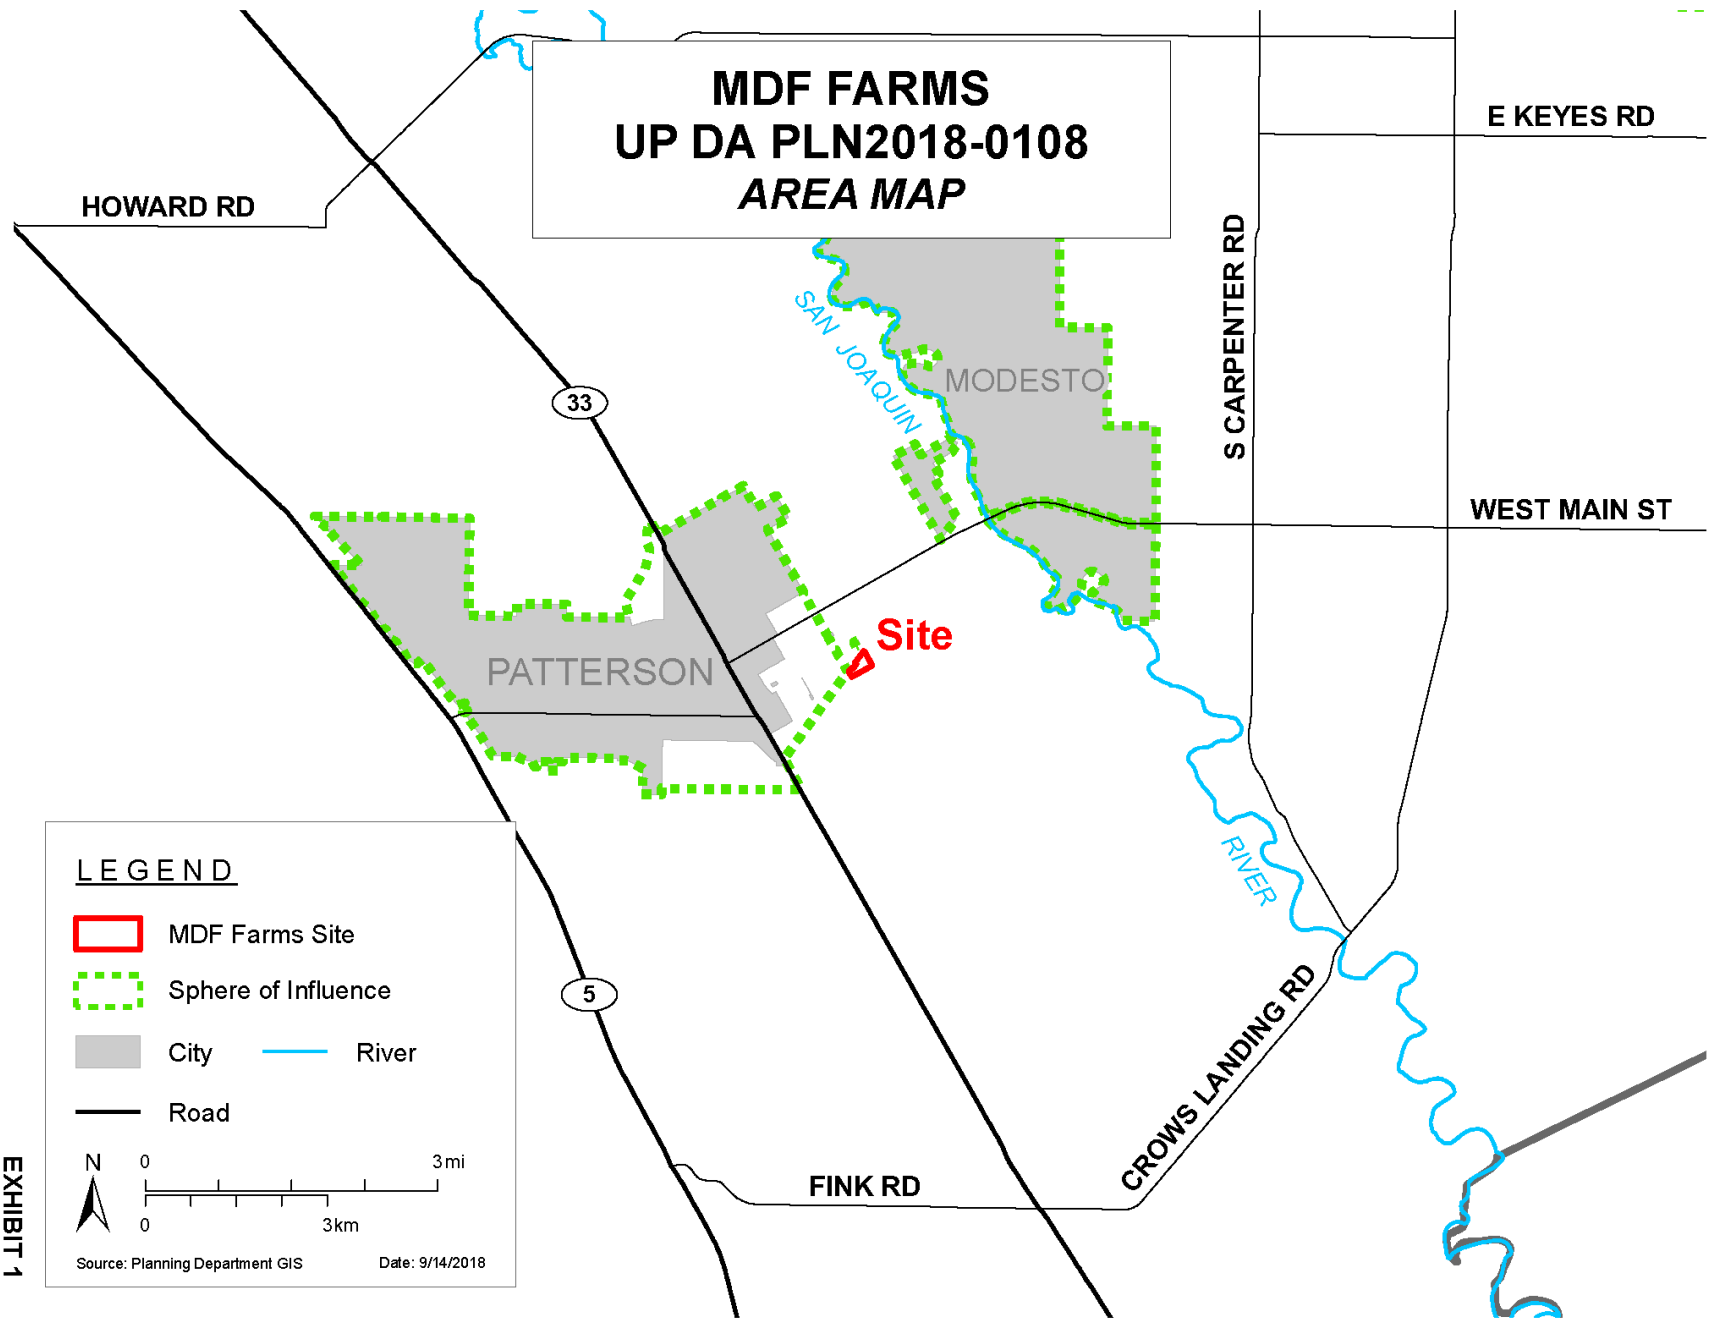 MDF FARMS
UP DA PLN2018-0108
AREA MAP
E KEYES RD
HOWARD RD
S CARPENTER RD
SAN JOAQUIN
MODESTO
33
WEST MAIN ST
Site
PATTERSON
RIVER
5
CROWS LANDING RD
FINK RD
LEGEND
MDF Farms Site
Sphere of Influence
City
River
Road
N
0 3 mi
0 3 km
Source: Planning Department GIS
Date: 9/14/2018
EXHIBIT 1